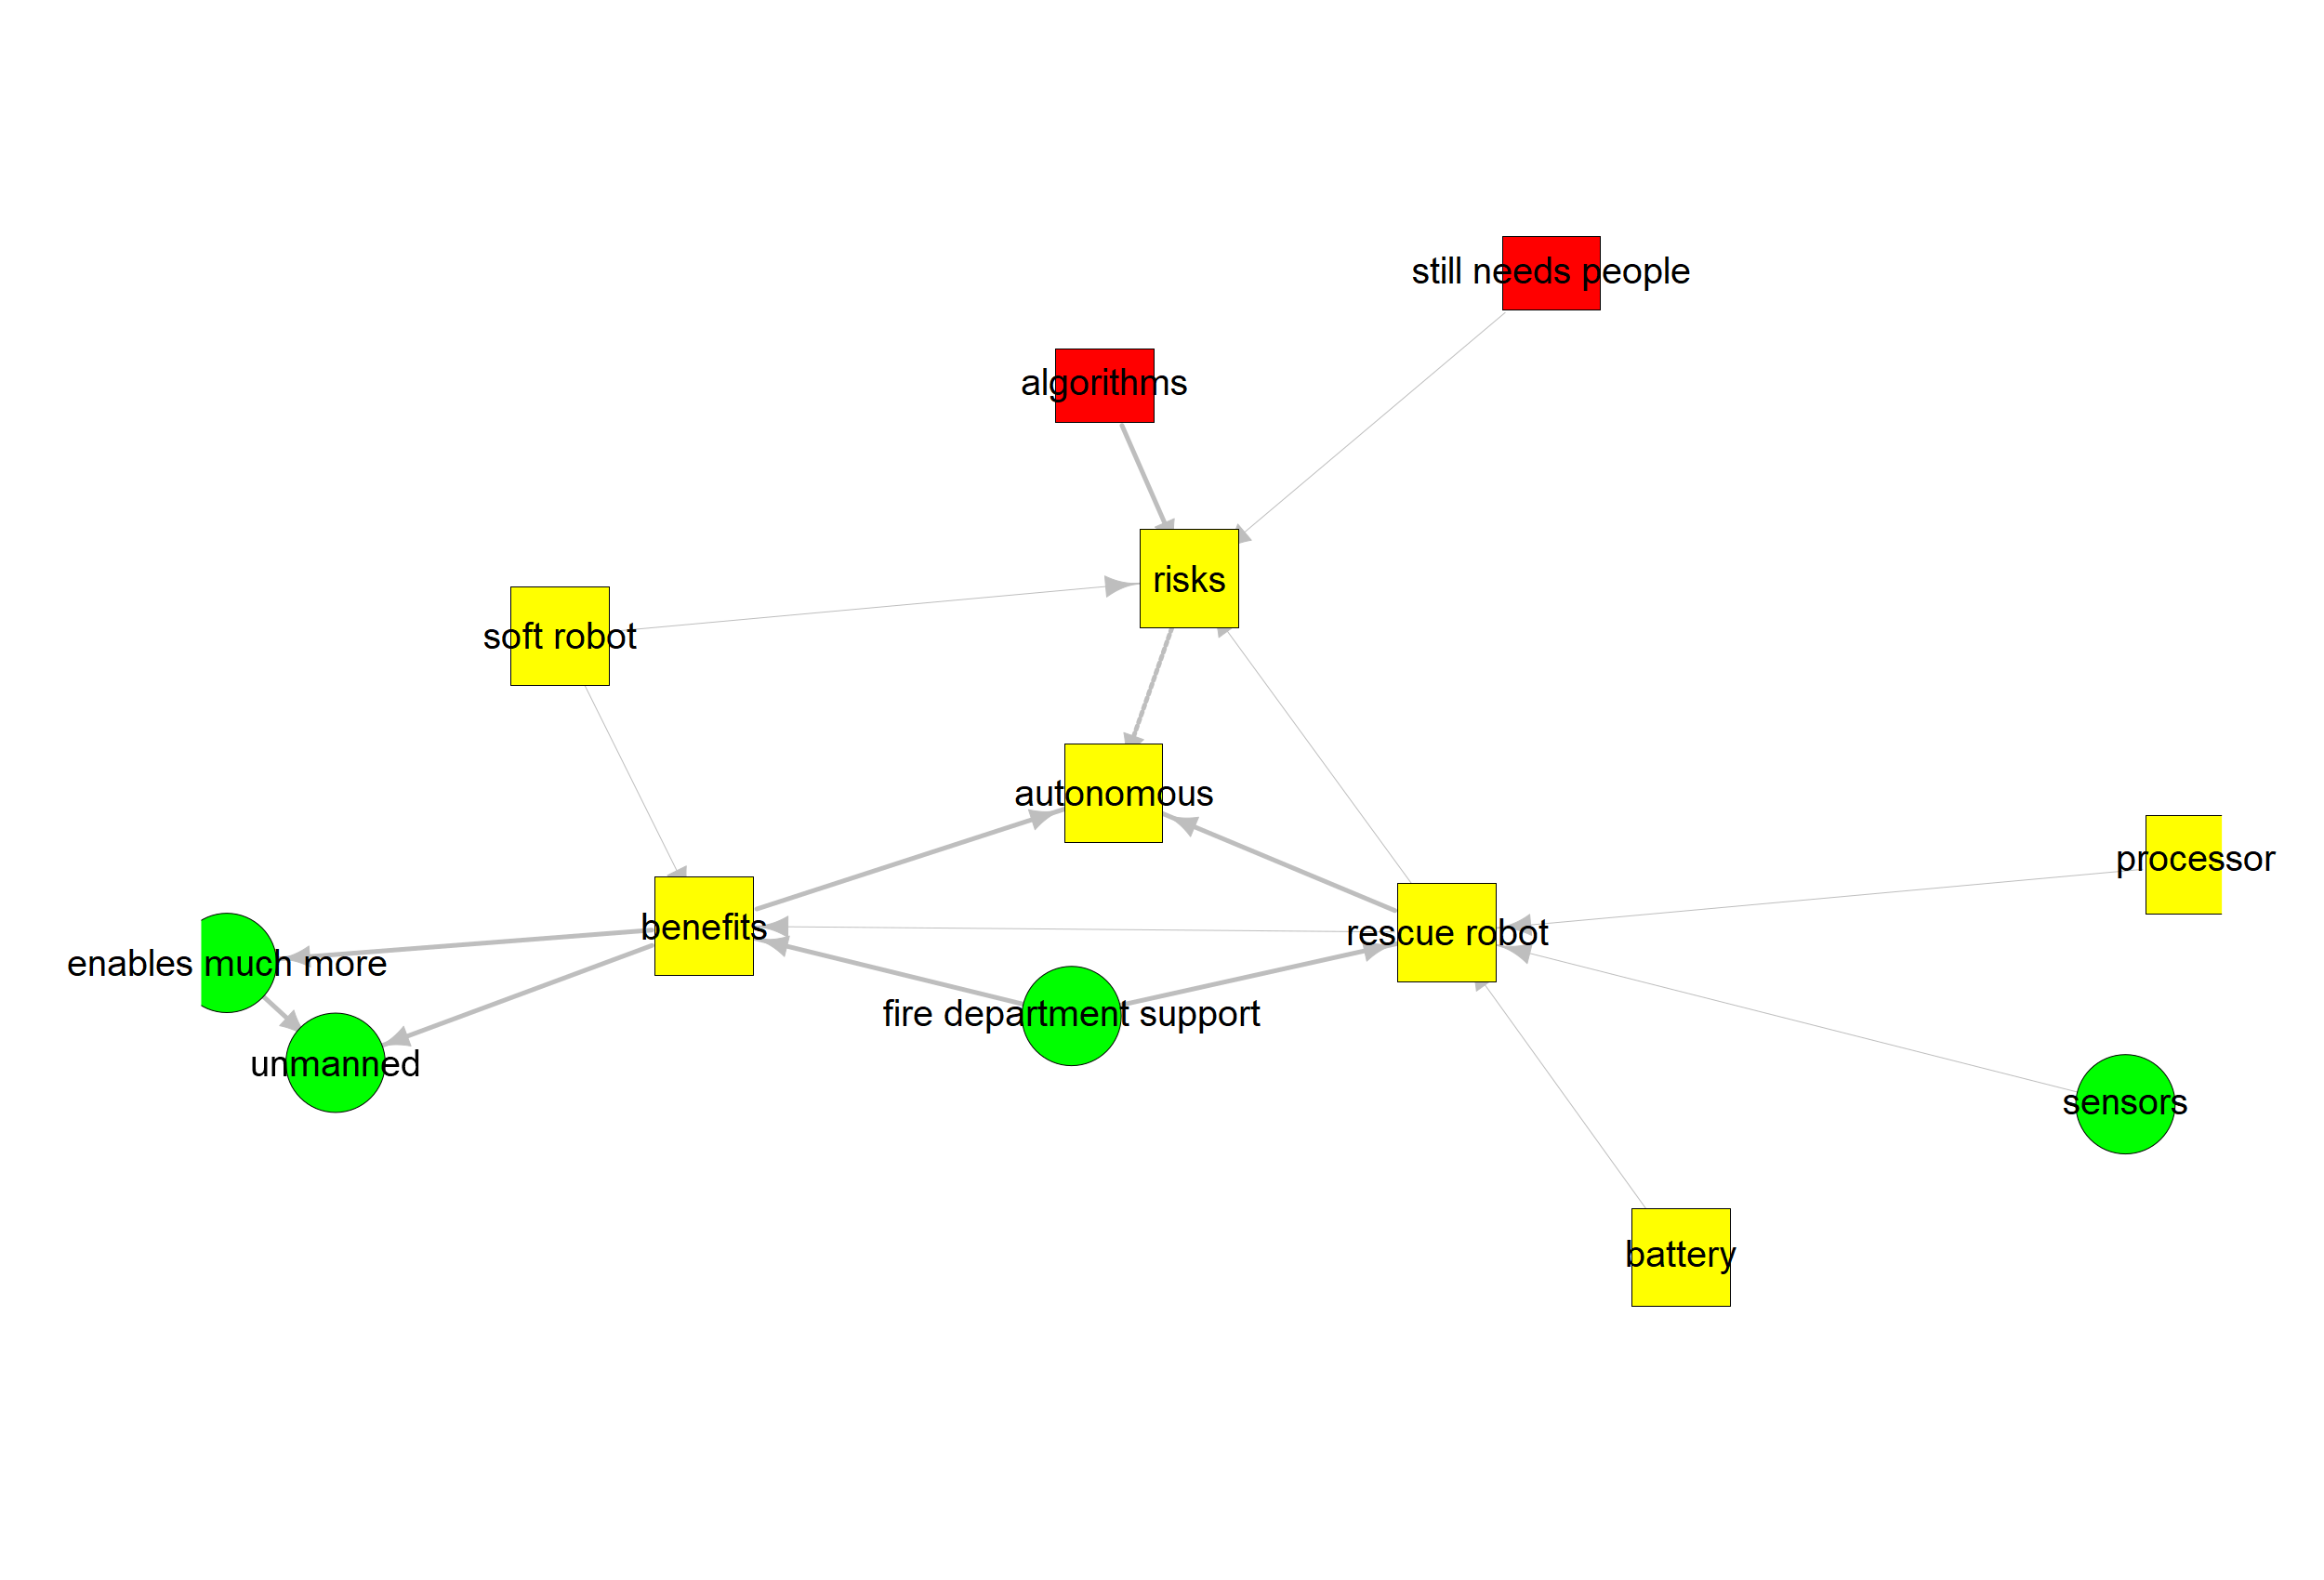 still needs people
algorithms
risks
soft robot
autonomous
processor
benefits
rescue robot
enables much more
fire department support
unmanned
sensors
battery